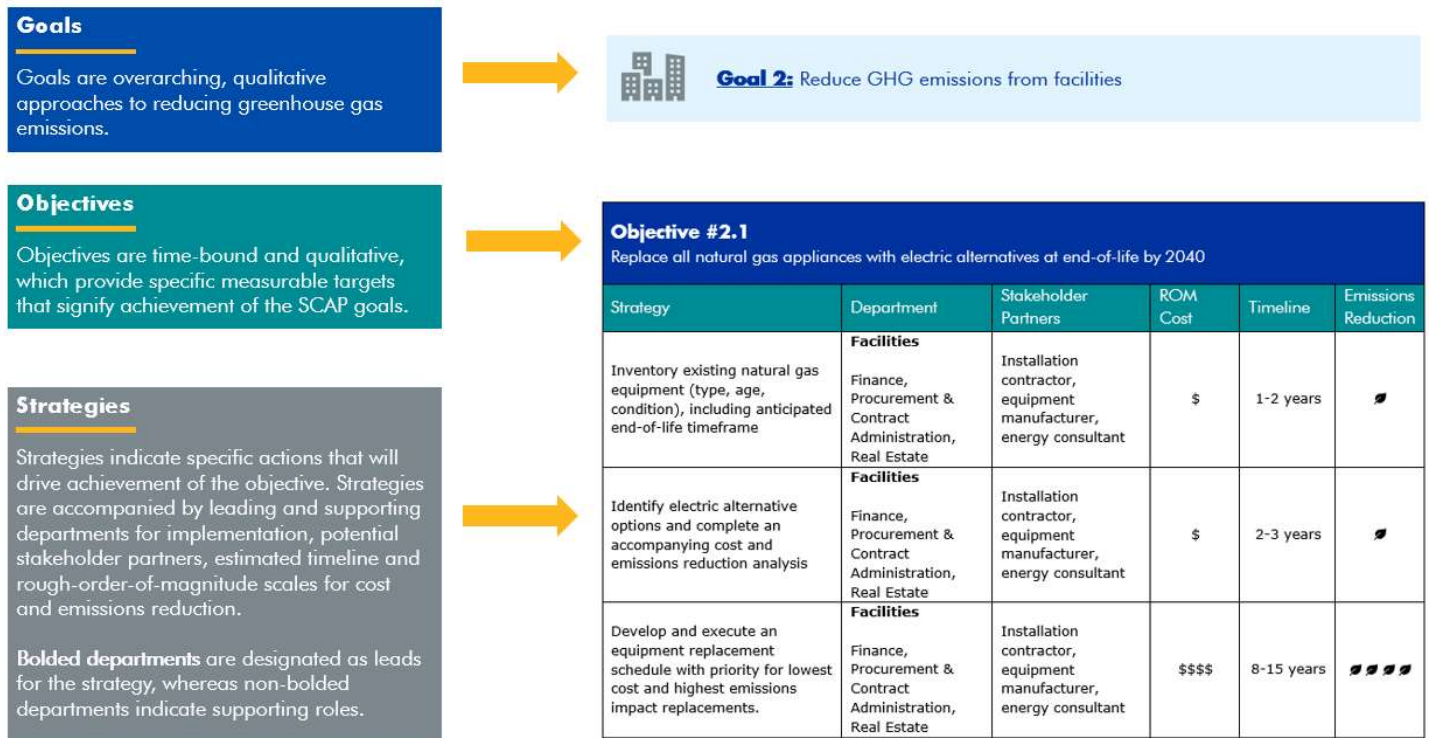 Goals
Goals are overarching, qualitative
approaches to reducing greenhouse gas
emissions.
Goal 2: Reduce GHG emissions from facilities
Objectives
Objectives are time-bound and qualitative,
which provide specific measurable targets
that signify achievement of the SCAP goals.
Strategies
Strategies indicate specific actions that will
drive achievement of the objective. Strategies
are accompanied by leading and supporting
departments for implementation, potential
stakeholder partners, estimated timeline and
rough-order-of-magnitude scales for cost
and emissions reduction.
Bolded departments are designated as leads
for the strategy, whereas non-bolded
departments indicate supporting roles.
Objective #2.1
Replace all natural gas appliances with electric alternatives at end-of-life by 2040
Strategy
Department
Stakeholder
Partners
ROM
Cost
Timeline
Emissions
Reduction
Inventory existing natural gas
equipment (type, age,
condition), including anticipated
end-of-life timeframe
Facilities
Finance,
Procurement &
Contract
Administration,
Real Estate
Installation
contractor,
equipment
manufacturer,
energy consultant
$
1-2 years
Identify electric alternative
options and complete an
accompanying cost and
emissions reduction analysis
Facilities
Finance,
Procurement &
Contract
Administration,
Real Estate
Installation
contractor,
equipment
manufacturer,
energy consultant
$
2-3 years
Develop and execute an
equipment replacement
schedule with priority for lowest
cost and highest emissions
impact replacements.
Facilities
Finance,
Procurement &
Contract
Administration,
Real Estate
Installation
contractor,
equipment
manufacturer,
energy consultant
$$$$
8-15 years